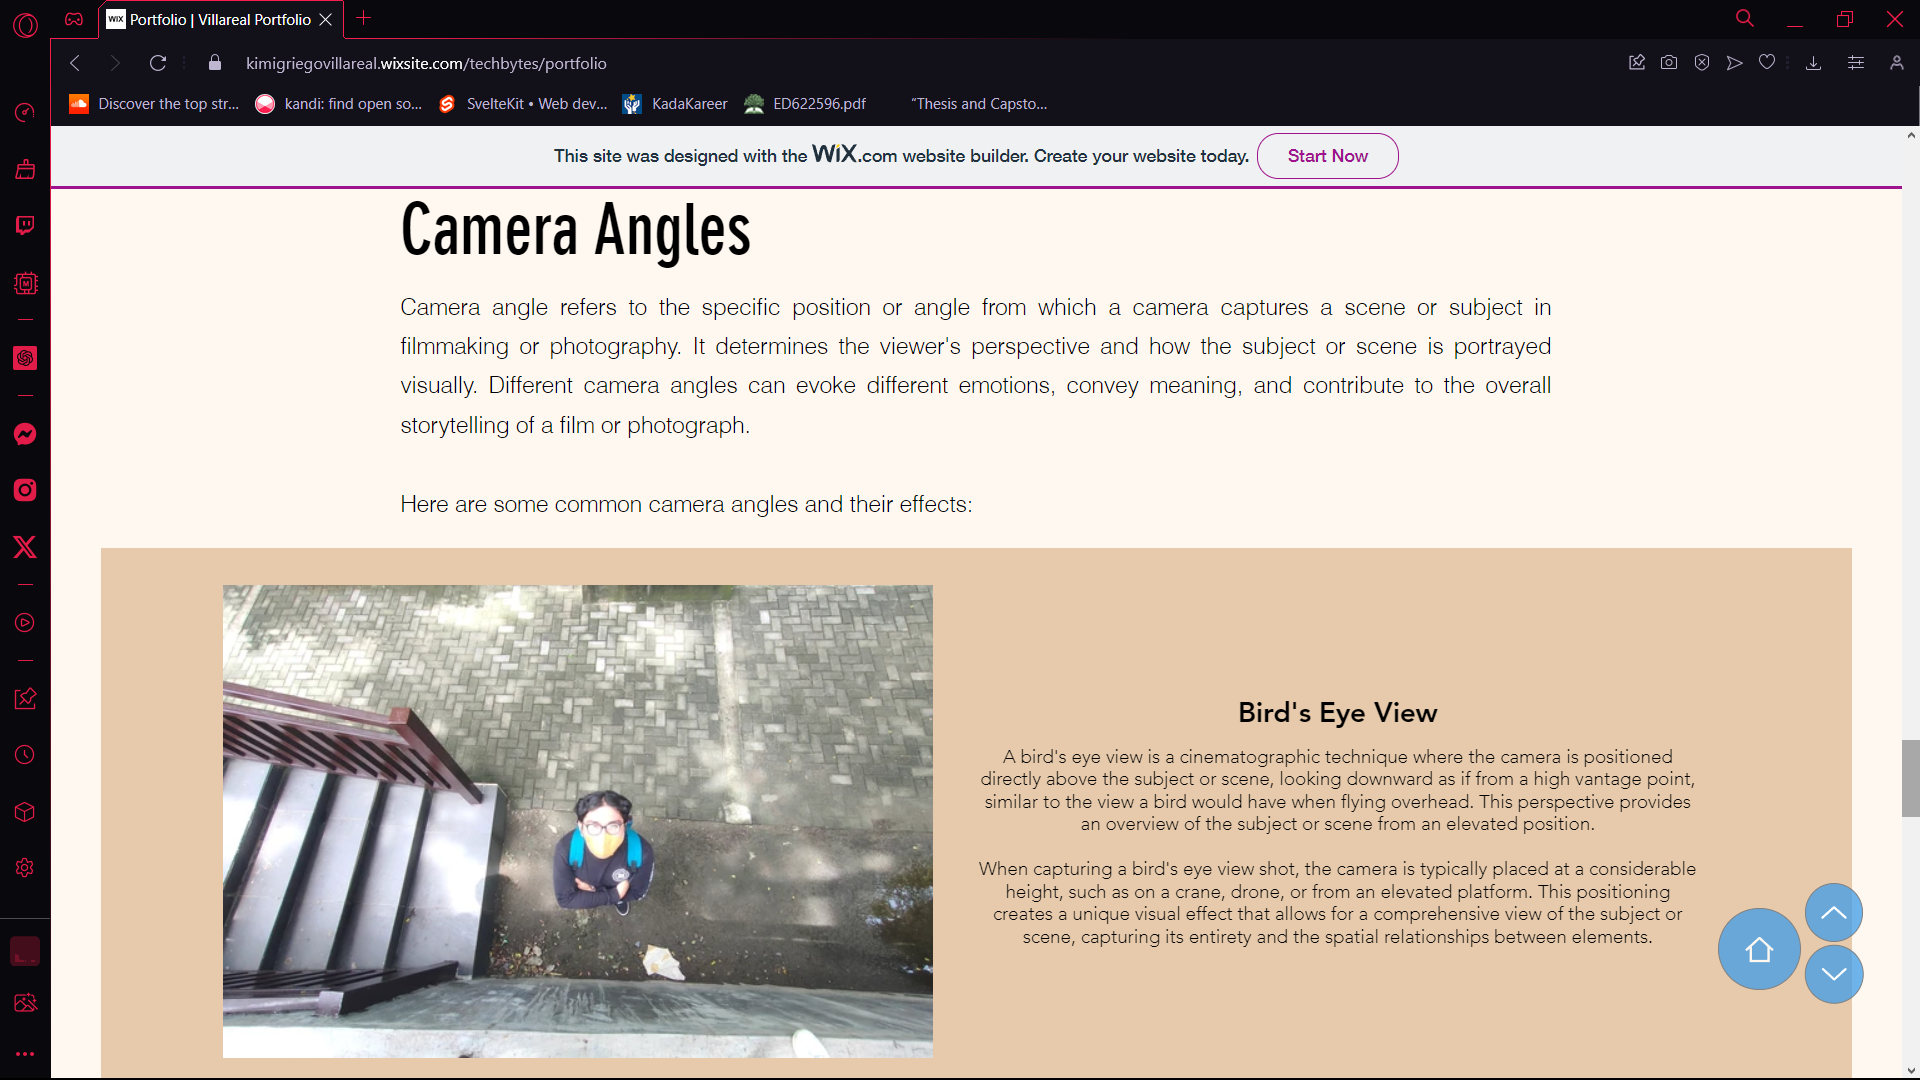 WiX Portfolio | Villareal Portfolio
kimigriegovillareal.wixsite.com/techbytes/portfolio
Discover the top str... kandi: find open so... SvelteKit • Web dev... KadaKareer ED622596.pdf “Thesis and Capsto...
This site was designed with the WiX.com website builder. Create your website today. Start Now
Camera Angles
Camera angle refers to the specific position or angle from which a camera captures a scene or subject in
filmmaking or photography. It determines the viewer's perspective and how the subject or scene is portrayed
visually. Different camera angles can evoke different emotions, convey meaning, and contribute to the overall
storytelling of a film or photograph.
Here are some common camera angles and their effects:
Bird's Eye View
A bird's eye view is a cinematographic technique where the camera is positioned
directly above the subject or scene, looking downward as if from a high vantage point,
similar to the view a bird would have when flying overhead. This perspective provides
an overview of the subject or scene from an elevated position.
When capturing a bird's eye view shot, the camera is typically placed at a considerable
height, such as on a crane, drone, or from an elevated platform. This positioning
creates a unique visual effect that allows for a comprehensive view of the subject or
scene, capturing its entirety and the spatial relationships between elements.